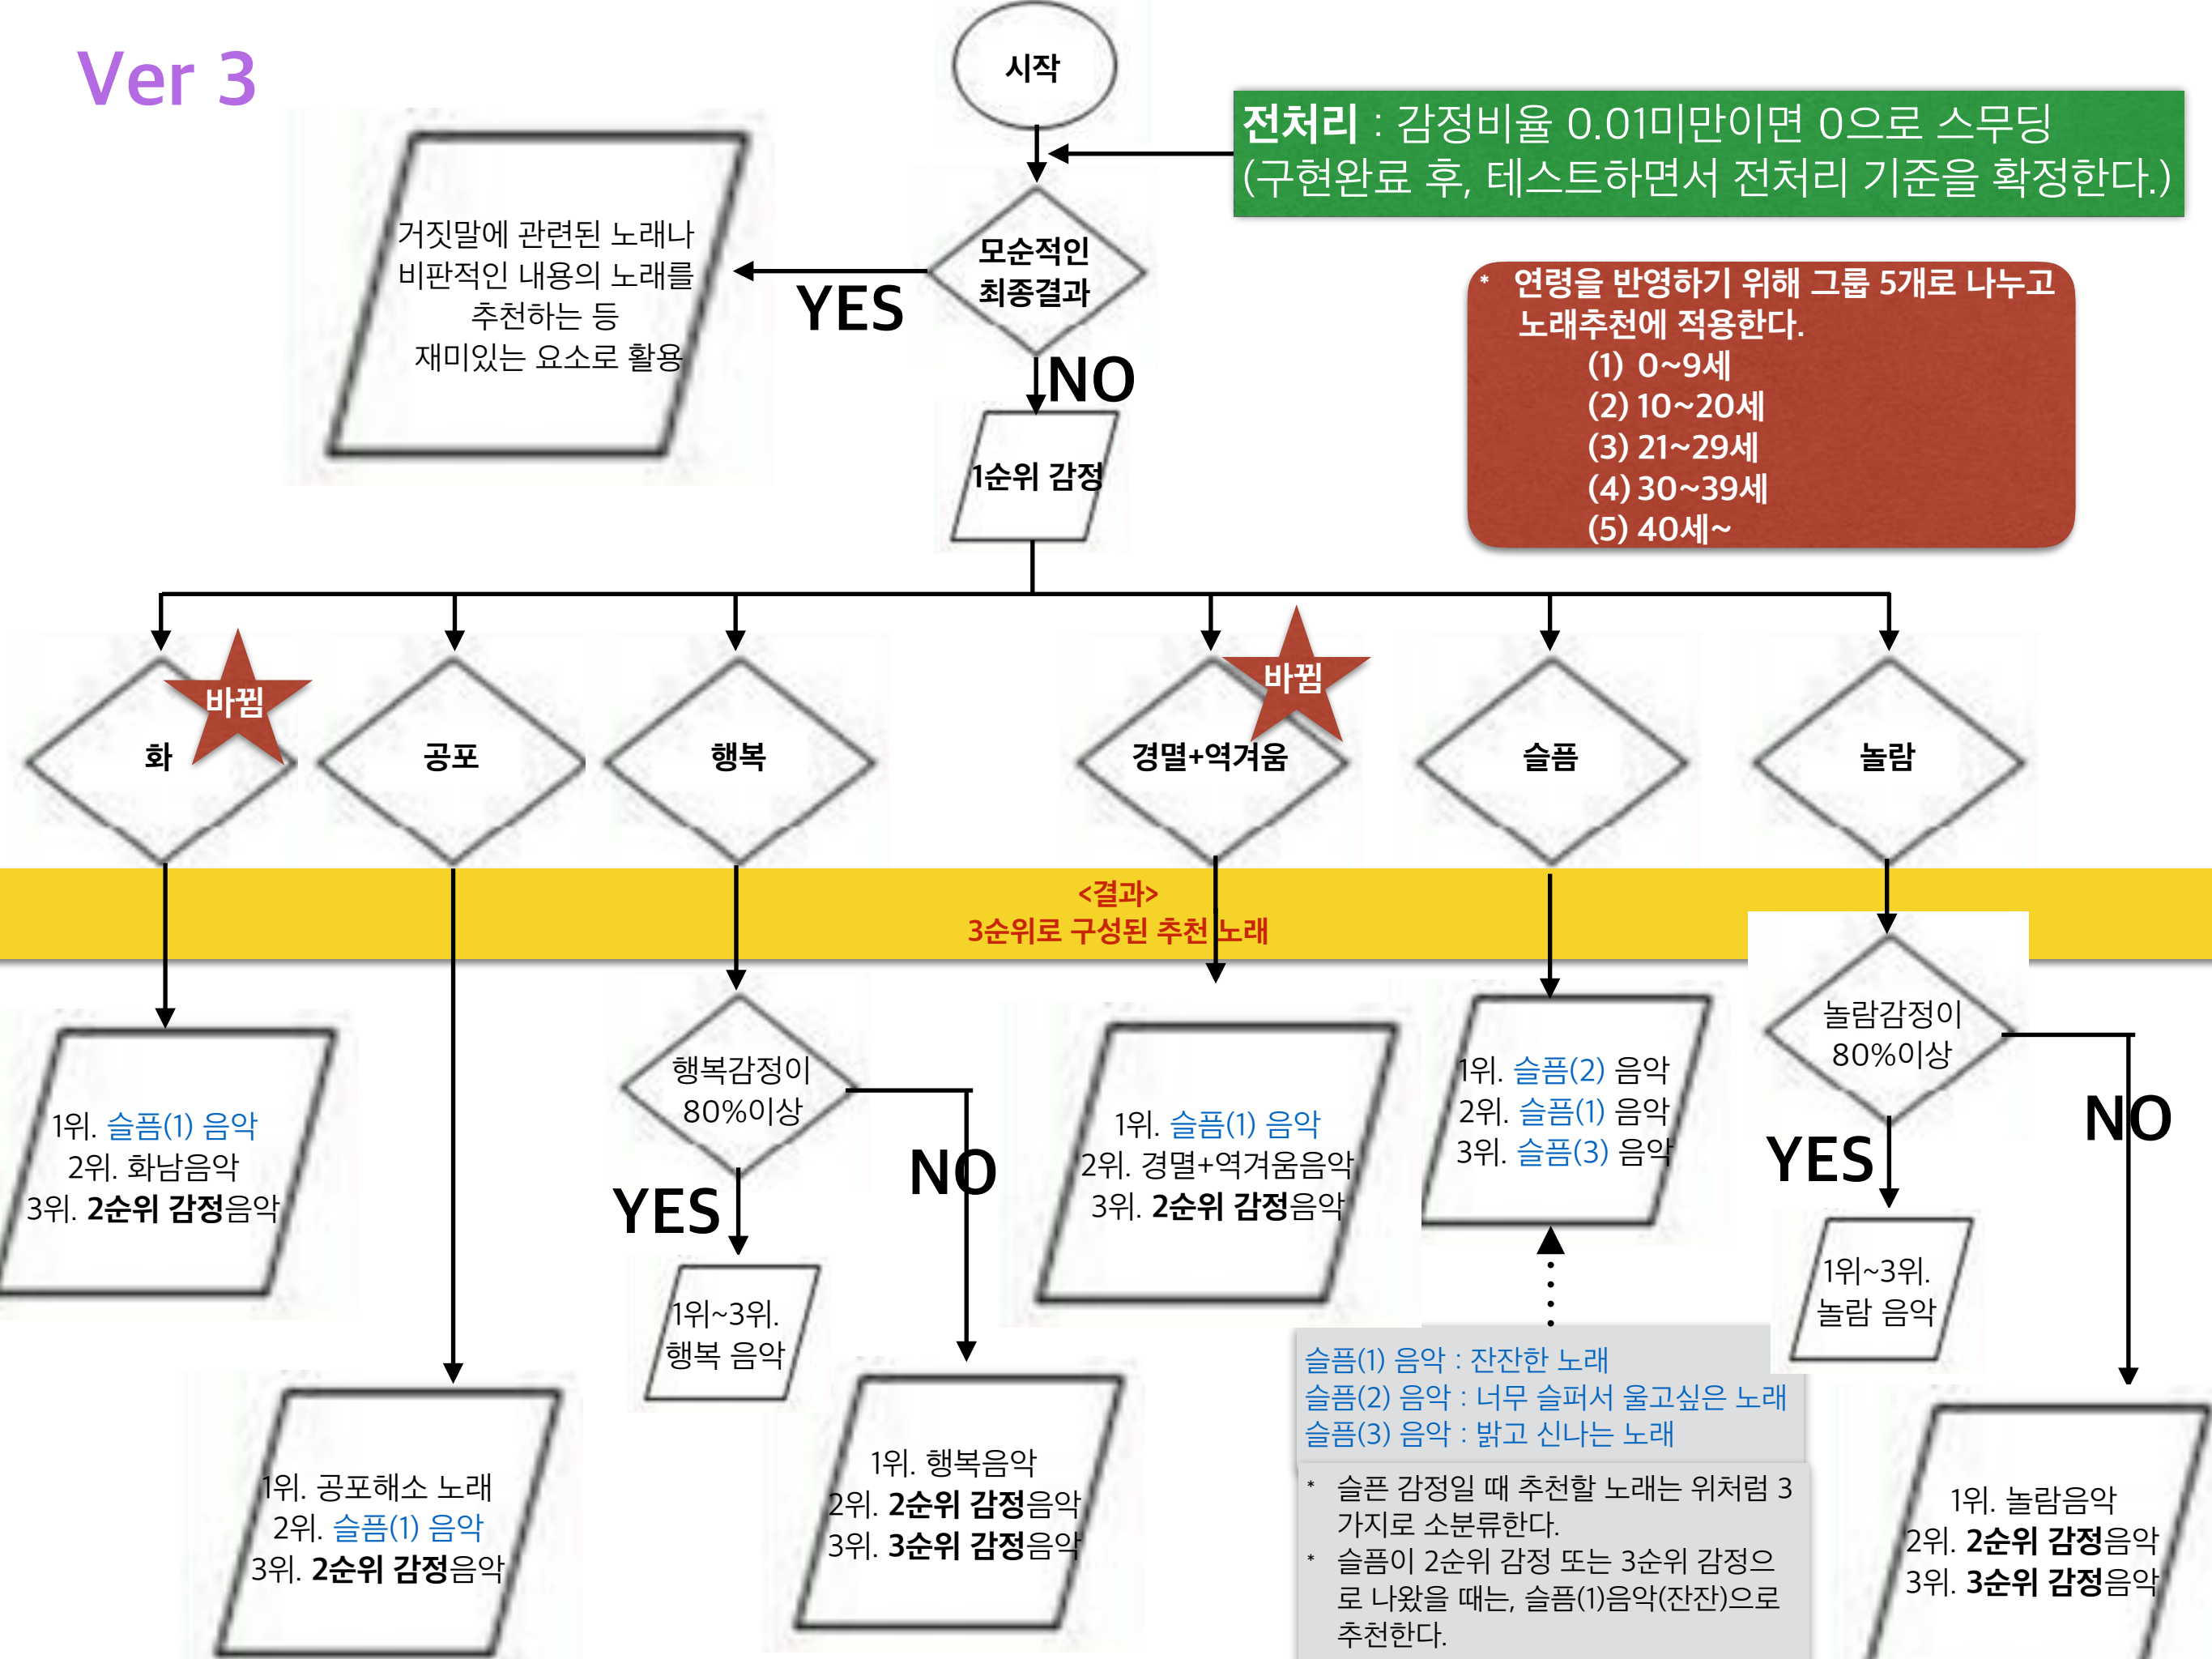 Ver 3
시작
전처리 : 감정비율 0.01미만이면 0으로 스무딩
(구현완료 후, 테스트하면서 전처리 기준을 확정한다.)
거짓말에 관련된 노래나
비판적인 내용의 노래를
추천하는 등
재미있는 요소로 활용
YES
모순적인
최종결과
NO
* 연령을 반영하기 위해 그룹 5개로 나누고
노래추천에 적용한다.
(1) 0~9세
(2) 10~20세
(3) 21~29세
(4) 30~39세
(5) 40세~
1순위 감정
화
바뀜
공포
행복
경멸+역겨움
바뀜
슬픔
놀람
<결과>
3순위로 구성된 추천 노래
1위. 슬픔(1) 음악
2위. 화남음악
3위. 2순위 감정음악
1위. 공포해소 노래
2위. 슬픔(1) 음악
3위. 2순위 감정음악
행복감정이
80%이상
YES
NO
1위~3위.
행복 음악
1위. 행복음악
2위. 2순위 감정음악
3위. 3순위 감정음악
1위. 슬픔(1) 음악
2위. 경멸+역겨움음악
3위. 2순위 감정음악
1위. 슬픔(2) 음악
2위. 슬픔(1) 음악
3위. 슬픔(3) 음악
슬픔(1) 음악 : 잔잔한 노래
슬픔(2) 음악 : 너무 슬퍼서 울고싶은 노래
슬픔(3) 음악 : 밝고 신나는 노래
* 슬픈 감정일 때 추천할 노래는 위처럼 3
가지로 소분류한다.
* 슬픔이 2순위 감정 또는 3순위 감정으
로 나왔을 때는, 슬픔(1)음악(잔잔)으로
추천한다.
놀람감정이
80%이상
YES
NO
1위~3위.
놀람 음악
1위. 놀람음악
2위. 2순위 감정음악
3위. 3순위 감정음악